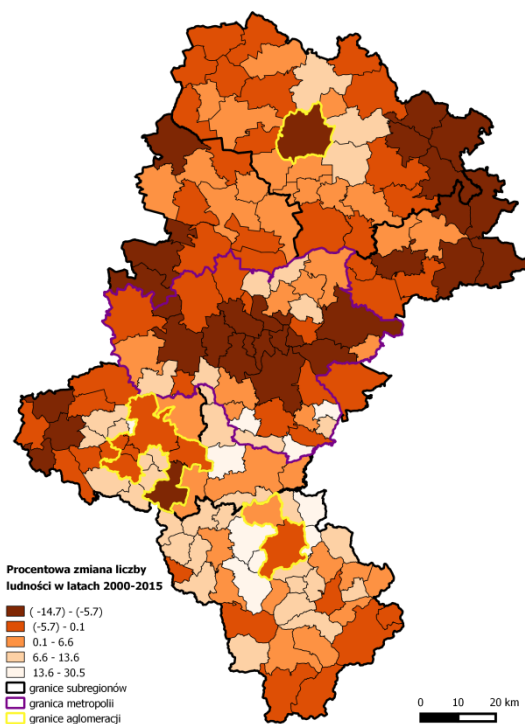 Procentowa zmiana liczby
ludności w latach 2000-2015
(-14.7) - (-5.7)
(-5.7) - 0.1
0.1 - 6.6
6.6 - 13.6
13.6 - 30.5
granice subregionów
granica metropolii
granice aglomeracji
0 10 20 km